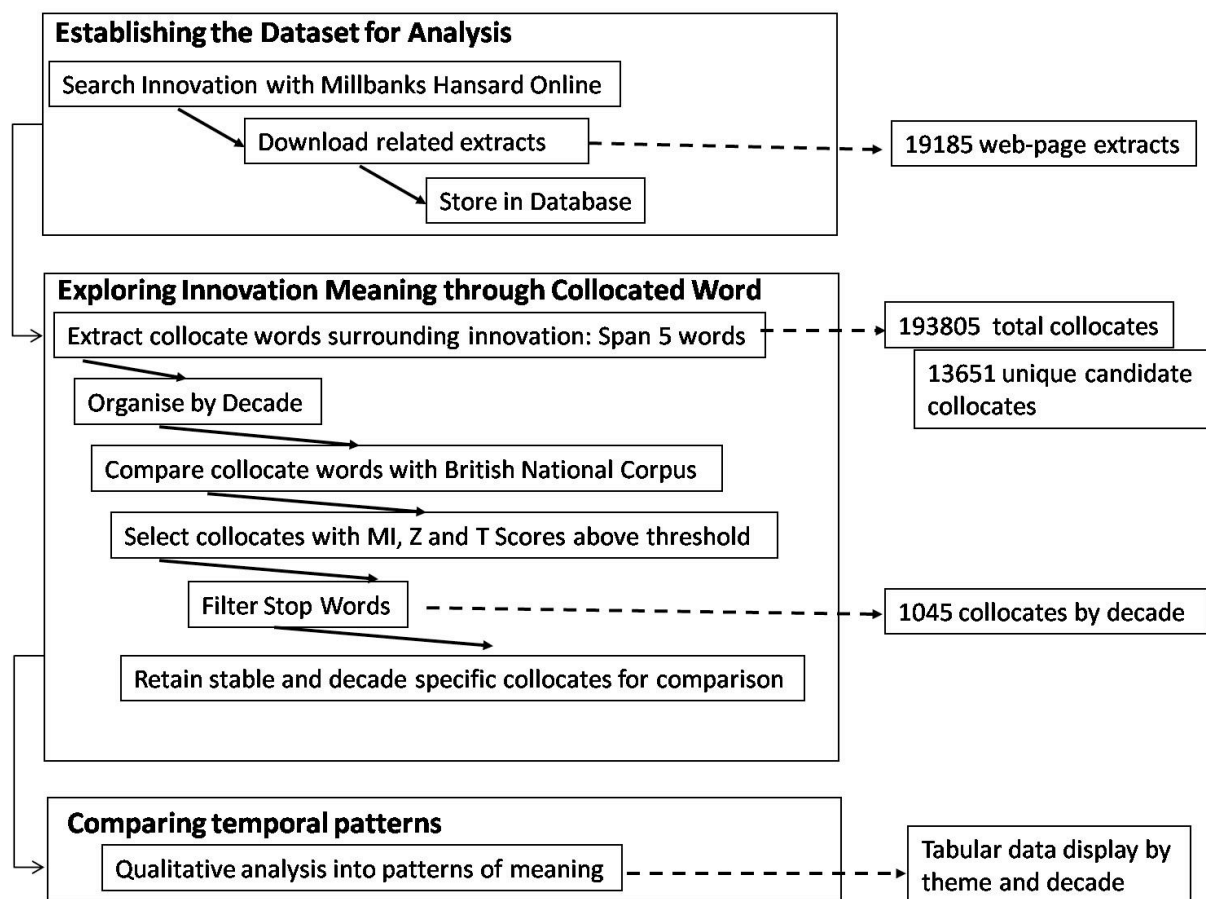 Establishing the Dataset for Analysis
Search Innovation with Millbanks Hansard Online
Download related extracts
19185 web-page extracts
Store in Database
Exploring Innovation Meaning through Collocated Word
Extract collocate words surrounding innovation: Span 5 words
193805 total collocates
13651 unique candidate
collocates
Organise by Decade
Compare collocate words with British National Corpus
Select collocates with MI, Z and T Scores above threshold
Filter Stop Words
1045 collocates by decade
Retain stable and decade specific collocates for comparison
Comparing temporal patterns
Qualitative analysis into patterns of meaning
Tabular data display by
theme and decade